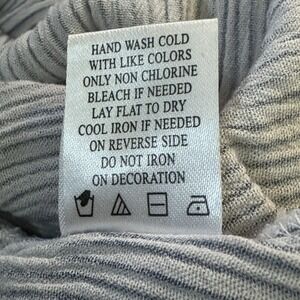 HAND WASH COLD
WITH LIKE COLORS
ONLY NON CHLORINE
BLEACH IF NEEDED
LAY FLAT TO DRY
COOL IRON IF NEEDED
ON REVERSE SIDE
DO NOT IRON
ON DECORATION